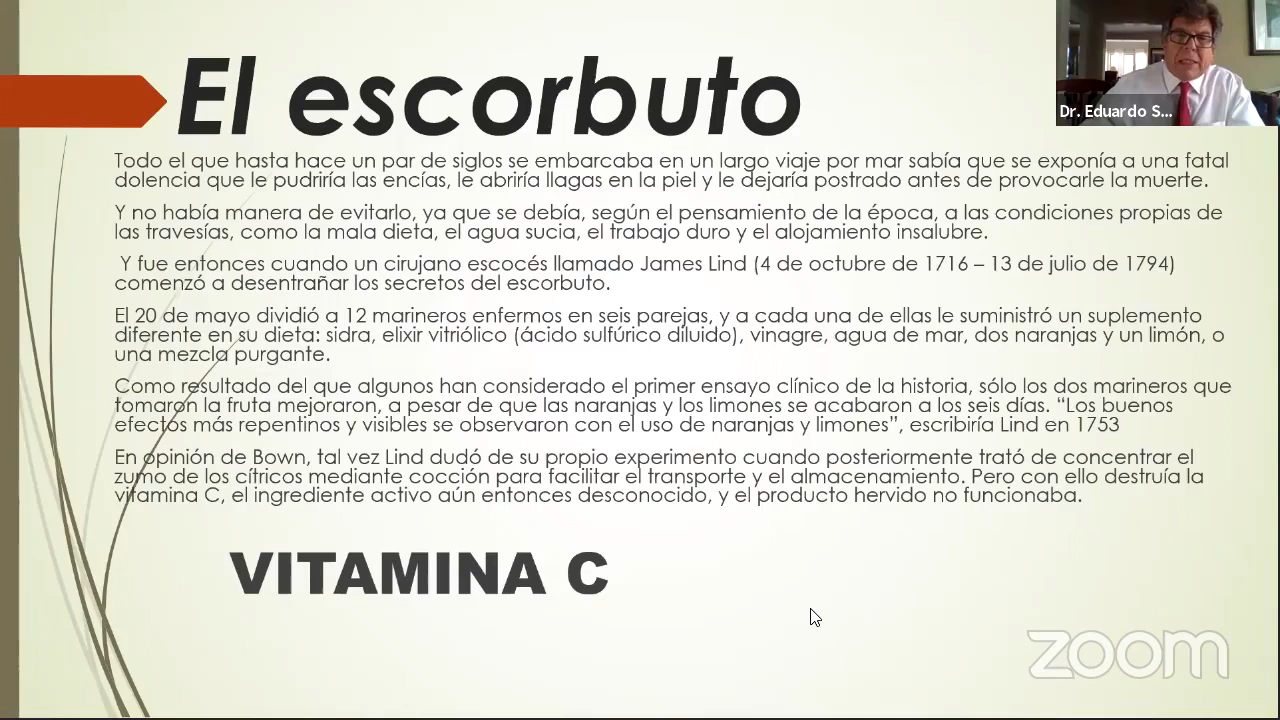 El escorbuto
Dr. Eduardo S...
Todo el que hasta hace un par de siglos se embarcaba en un largo viaje por mar sabía que se exponía a una fatal
dolencia que le pudriría las encías, le abriría llagas en la piel y le dejaría postrado antes de provocarle la muerte.
Y no había manera de evitarlo, ya que se debía, según el pensamiento de la época, a las condiciones propias de
las travesías, como la mala dieta, el agua sucia, el trabajo duro y el alojamiento insalubre.
Y fue entonces cuando un cirujano escocés llamado James Lind (4 de octubre de 1716 – 13 de julio de 1794)
comenzó a desentrañar los secretos del escorbuto.
El 20 de mayo dividió a 12 marineros enfermos en seis parejas, y a cada una de ellas le suministró un suplemento
diferente en su dieta: sidra, elixir vitriólico (ácido sulfúrico diluido), vinagre, agua de mar, dos naranjas y un limón, o
una mezcla purgante.
Como resultado del que algunos han considerado el primer ensayo clínico de la historia, sólo los dos marineros que
tomaron la fruta mejoraron, a pesar de que las naranjas y los limones se acabaron a los seis días. “Los buenos
efectos más repentinos y visibles se observaron con el uso de naranjas y limones”, escribiría Lind en 1753
En opinión de Bown, tal vez Lind dudó de su propio experimento cuando posteriormente trató de concentrar el
zumo de los cítricos mediante cocción para facilitar el transporte y el almacenamiento. Pero con ello destruía la
vitamina C, el ingrediente activo aún entonces desconocido, y el producto hervido no funcionaba.
VITAMINA C
zoom